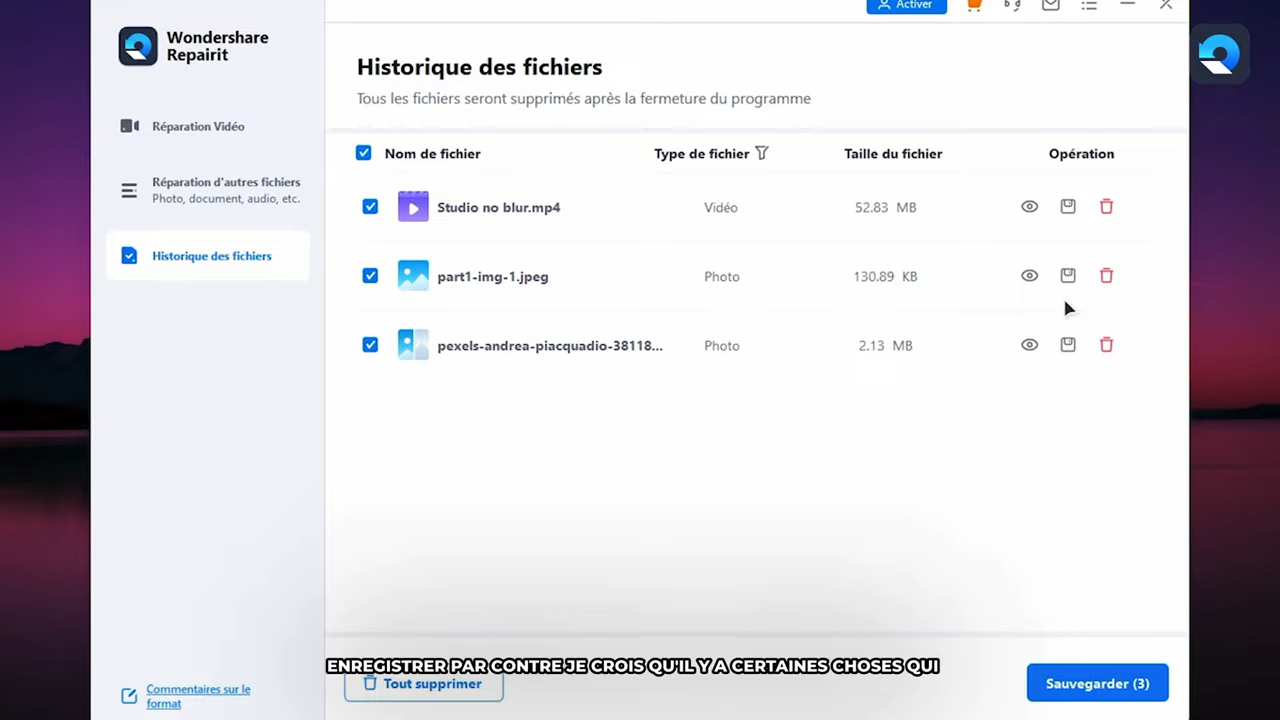 Activer
Wondershare
Repairit
Historique des fichiers
Tous les fichiers seront supprimés après la fermeture du programme
Réparation Vidéo
Réparation d'autres fichiers
Photo, document, audio, etc.
Historique des fichiers
Nom de fichier Type de fichier Taille du fichier Opération
Studio no blur.mp4 Vidéo 52.83 MB
part1-img-1.jpeg Photo 130.89 KB
pexels-andrea-piacquadio-38118... Photo 2.13 MB
ENREGISTRER PAR CONTRE JE CROIS QU'IL Y A CERTAINES CHOSES QUI
Commentaires sur le
format
Tout supprimer
Sauvegarder (3)